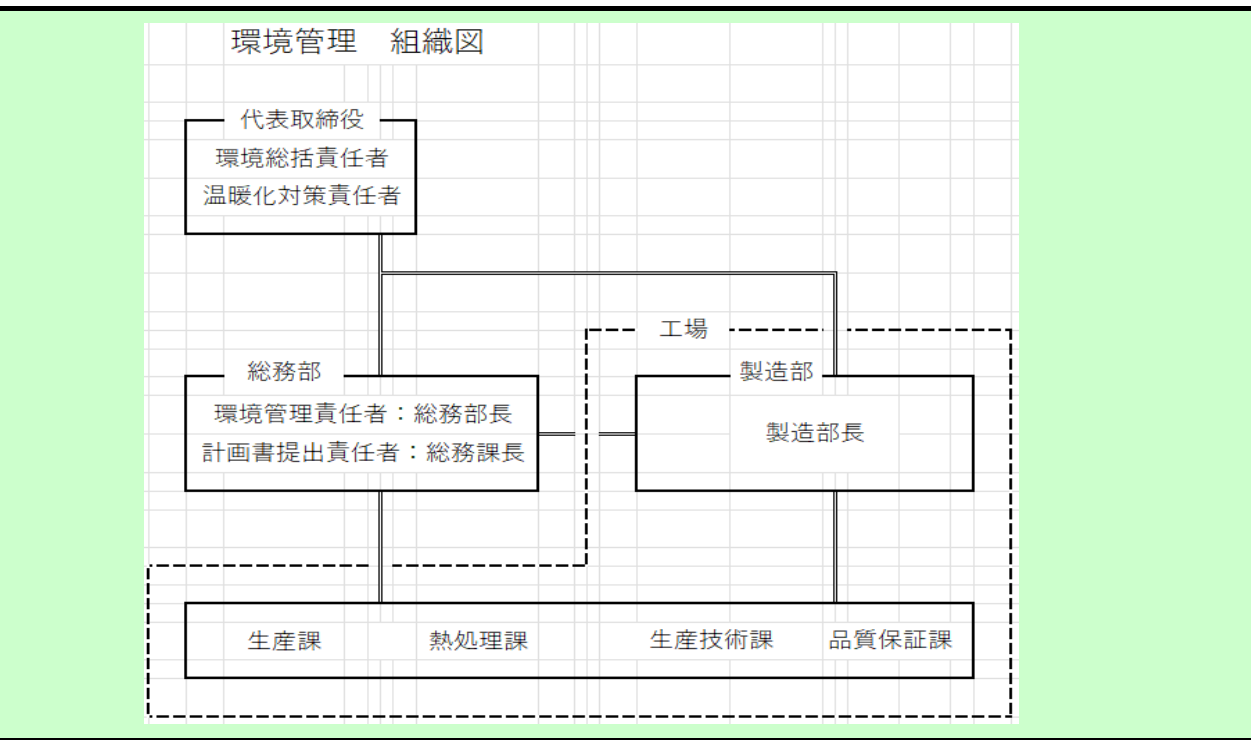 環境管理　組織図
代表取締役
環境総括責任者
温暖化対策責任者
工場
総務部
環境管理責任者：総務部長
計画書提出責任者：総務課長
製造部
製造部長
生産課
熱処理課
生産技術課
品質保証課